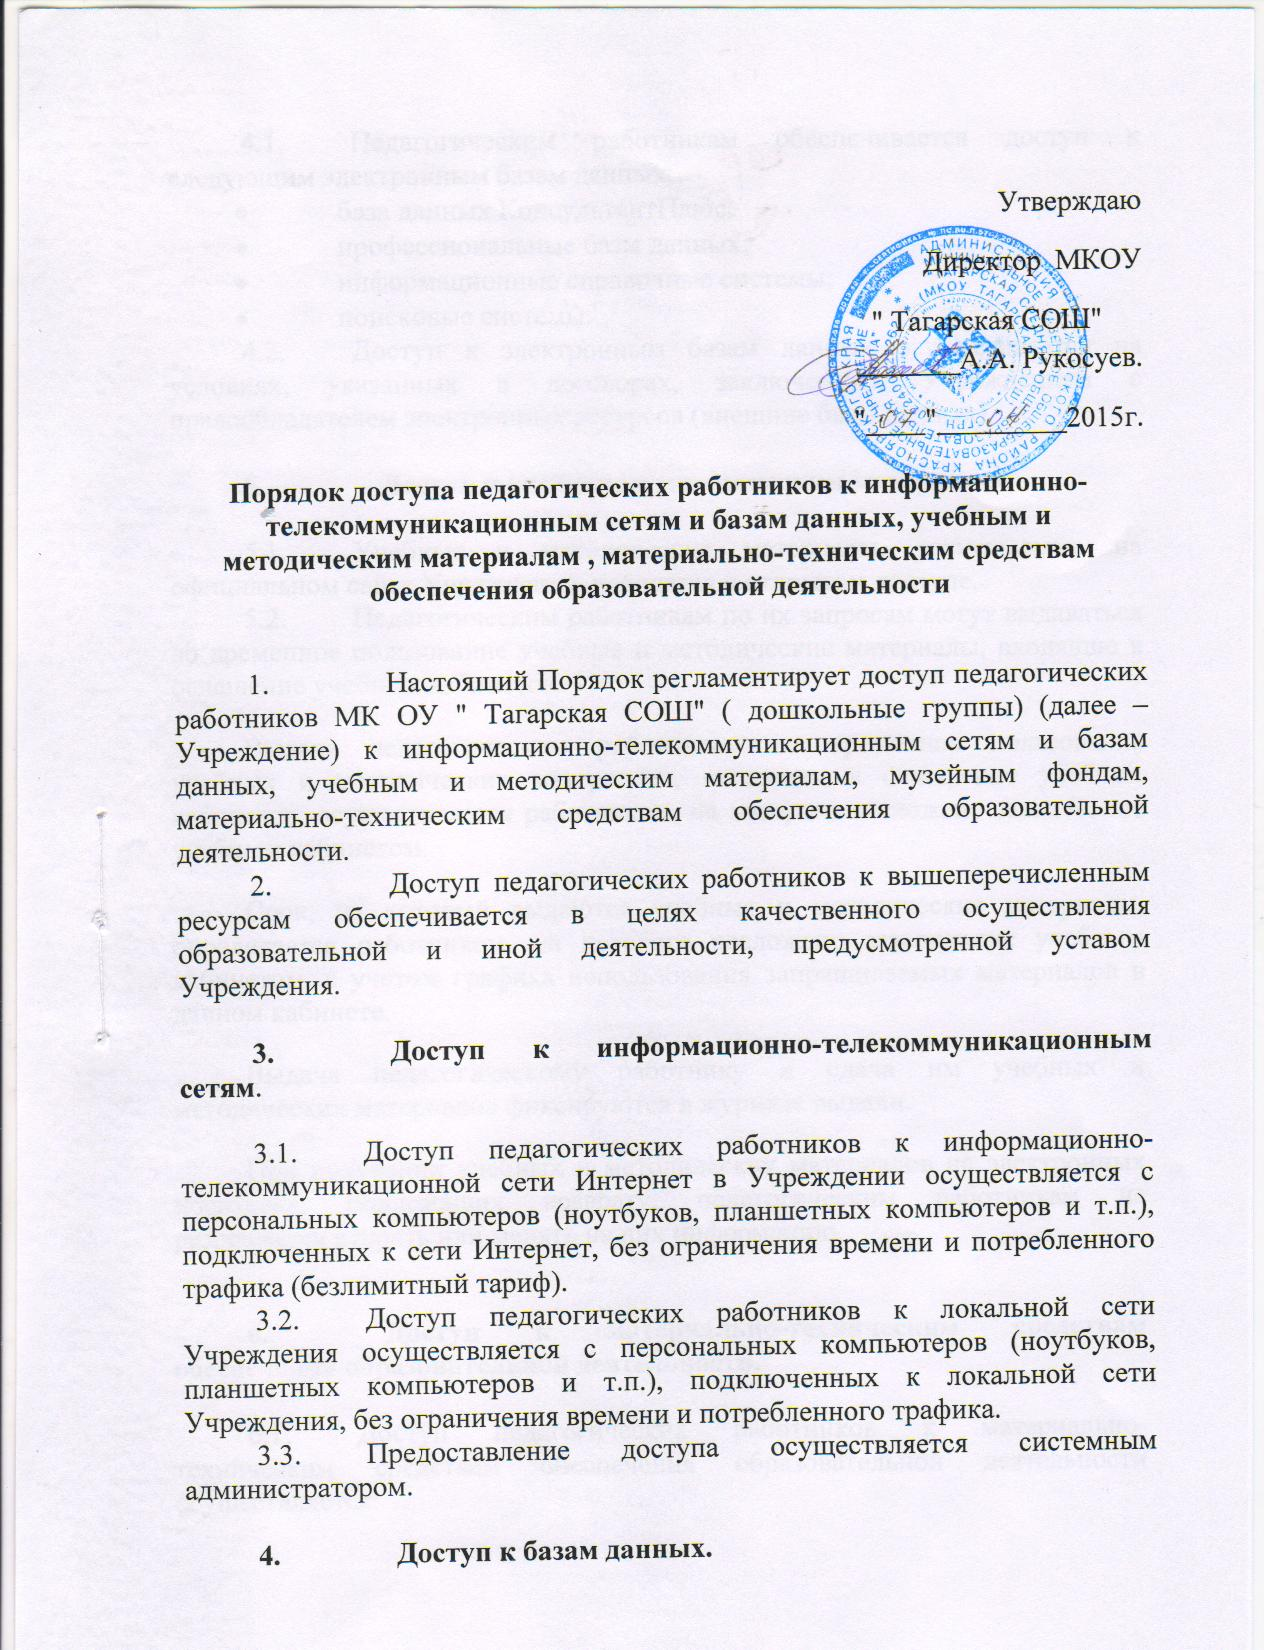 Утверждаю
Директор МКОУ
" Тагарская СОШ"
А.А. Рукосуев.
" 07 " 04 2015г.
Порядок доступа педагогических работников к информационно-
телекоммуникационным сетям и базам данных, учебным и
методическим материалам , материально-техническим средствам
обеспечения образовательной деятельности
1. Настоящий Порядок регламентирует доступ педагогических
работников МК ОУ " Тагарская СОШ" ( дошкольные группы) (далее –
Учреждение) к информационно-телекоммуникационным сетям и базам
данных, учебным и методическим материалам, музейным фондам,
материально-техническим средствам обеспечения образовательной
деятельности.
2. Доступ педагогических работников к вышеперечисленным
ресурсам обеспечивается в целях качественного осуществления
образовательной и иной деятельности, предусмотренной уставом
Учреждения.
3. Доступ к информационно-телекоммуникационным
сетям.
3.1. Доступ педагогических работников к информационно-
телекоммуникационной сети Интернет в Учреждении осуществляется с
персональных компьютеров (ноутбуков, планшетных компьютеров и т.п.),
подключенных к сети Интернет, без ограничения времени и потребленного
трафика (безлимитный тариф).
3.2. Доступ педагогических работников к локальной сети
Учреждения осуществляется с персональных компьютеров (ноутбуков,
планшетных компьютеров и т.п.), подключенных к локальной сети
Учреждения, без ограничения времени и потребленного трафика.
3.3. Предоставление доступа осуществляется системным
администратором.
4. Доступ к базам данных.